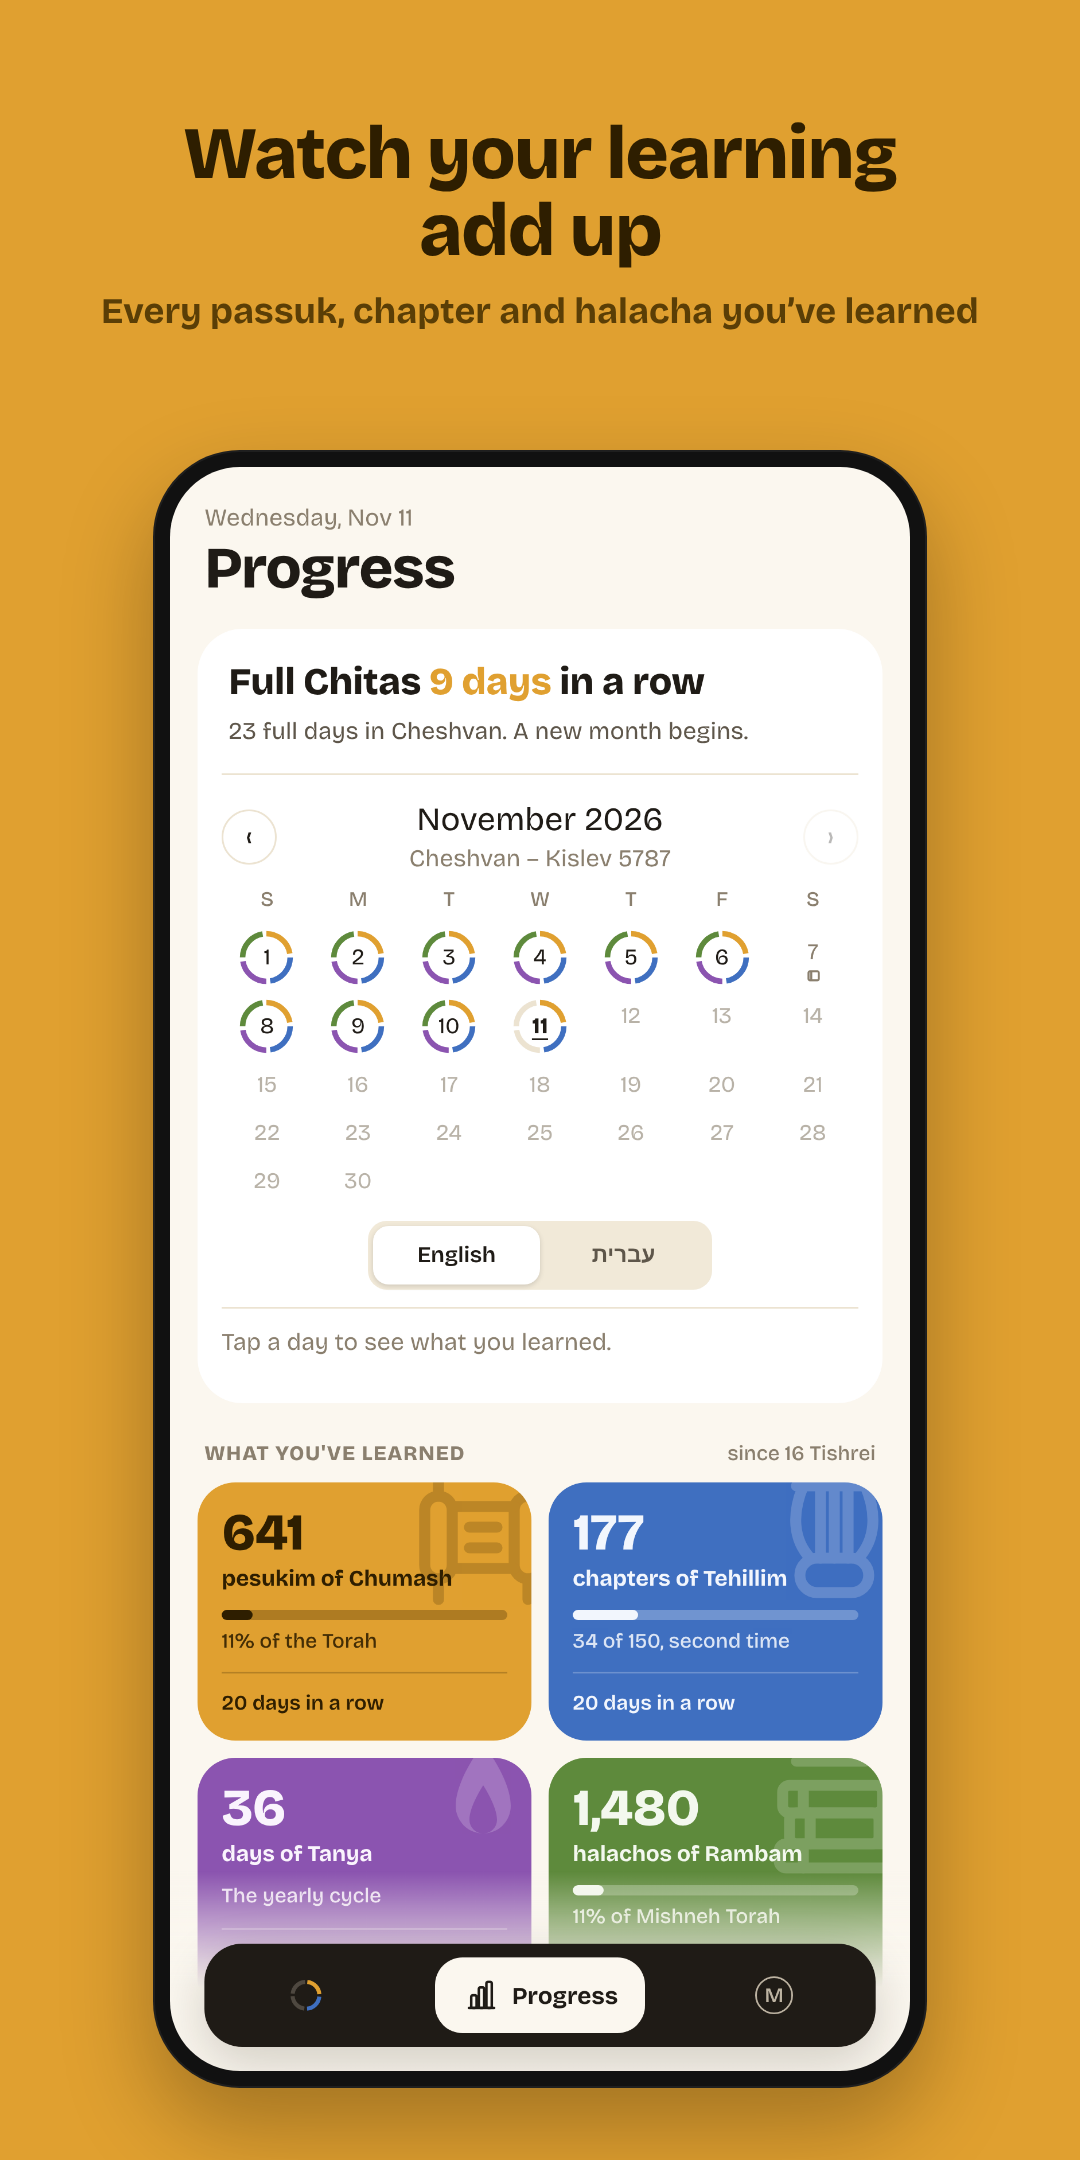 Watch your learning
add up
Every passuk, chapter and halacha you’ve learned
Wednesday, Nov 11
Progress
Full Chitas 9 days in a row
23 full days in Cheshvan. A new month begins.
‹ November 2026 ›
Cheshvan – Kislev 5787
S M T W T F S
1 2 3 4 5 6 7
8 9 10 11 12 13 14
15 16 17 18 19 20 21
22 23 24 25 26 27 28
29 30
English עברית
Tap a day to see what you learned.
WHAT YOU'VE LEARNED since 16 Tishrei
641
pesukim of Chumash
11% of the Torah
20 days in a row
177
chapters of Tehillim
34 of 150, second time
20 days in a row
36
days of Tanya
The yearly cycle
1,480
halachos of Rambam
11% of Mishneh Torah
Progress M